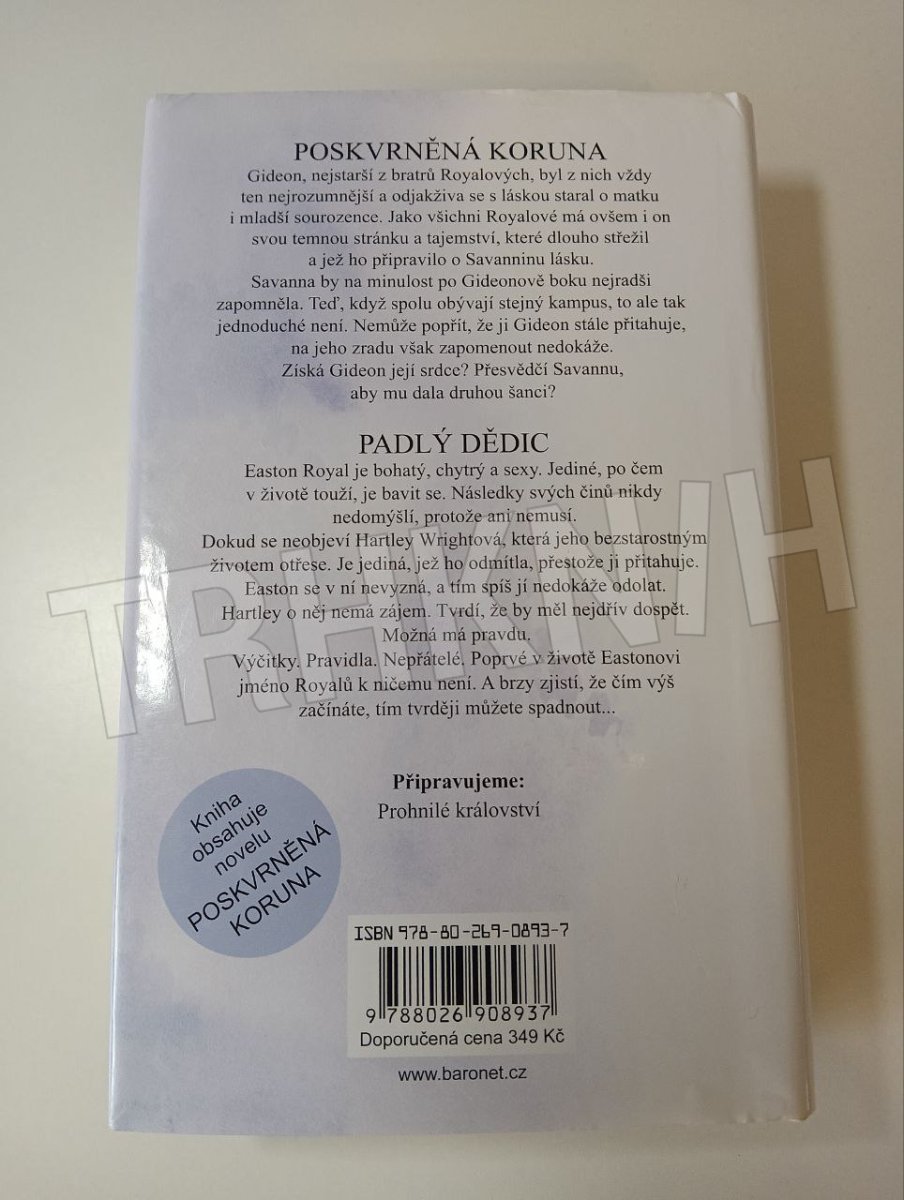 POSKVRNĚNÁ KORUNA
Gideon, nejstarší z bratrů Royalových, byl z nich vždy
ten nejrozumnější a odjakživa se s láskou staral o matku
i mladší sourozence. Jako všichni Royalové má ovšem i on
svou temnou stránku a tajemství, které dlouho střežil
a jež ho připravilo o Savanninu lásku.
Savanna by na minulost po Gideonově boku nejradši
zapomněla. Teď, když spolu obývají stejný kampus, to ale tak
jednoduché není. Nemůže popřít, že ji Gideon stále přitahuje,
na jeho zradu však zapomenout nedokáže.
Získá Gideon její srdce? Přesvědčí Savannu,
aby mu dala druhou šanci?
PADLÝ DĚDIC
Easton Royal je bohatý, chytrý a sexy. Jediné, po čem
v životě touží, je bavit se. Následky svých činů nikdy
nedomýšlí, protože ani nemusí.
Dokud se neobjeví Hartley Wrightová, která jeho bezstarostným
životem otřese. Je jediná, jež ho odmítla, přestože ji přitahuje.
Easton se v ní nevyzná, a tím spíš jí nedokáže odolat.
Hartley o něj nemá zájem. Tvrdí, že by měl nejdřív dospět.
Možná má pravdu.
Výčitky. Pravidla. Nepřátelé. Poprvé v životě Eastonovi
jméno Royalů k ničemu není. A brzy zjistí, že čím výš
začínáte, tím tvrději můžete spadnout...
Připravujeme:
Prohnilé království
Kniha
obsahuje
novelu
POSKVRNĚNÁ
KORUNA
ISBN 978-80-269-0893-7
9 788026 908937
Doporučená cena 349 Kč
www.baronet.cz
TRHKNIH